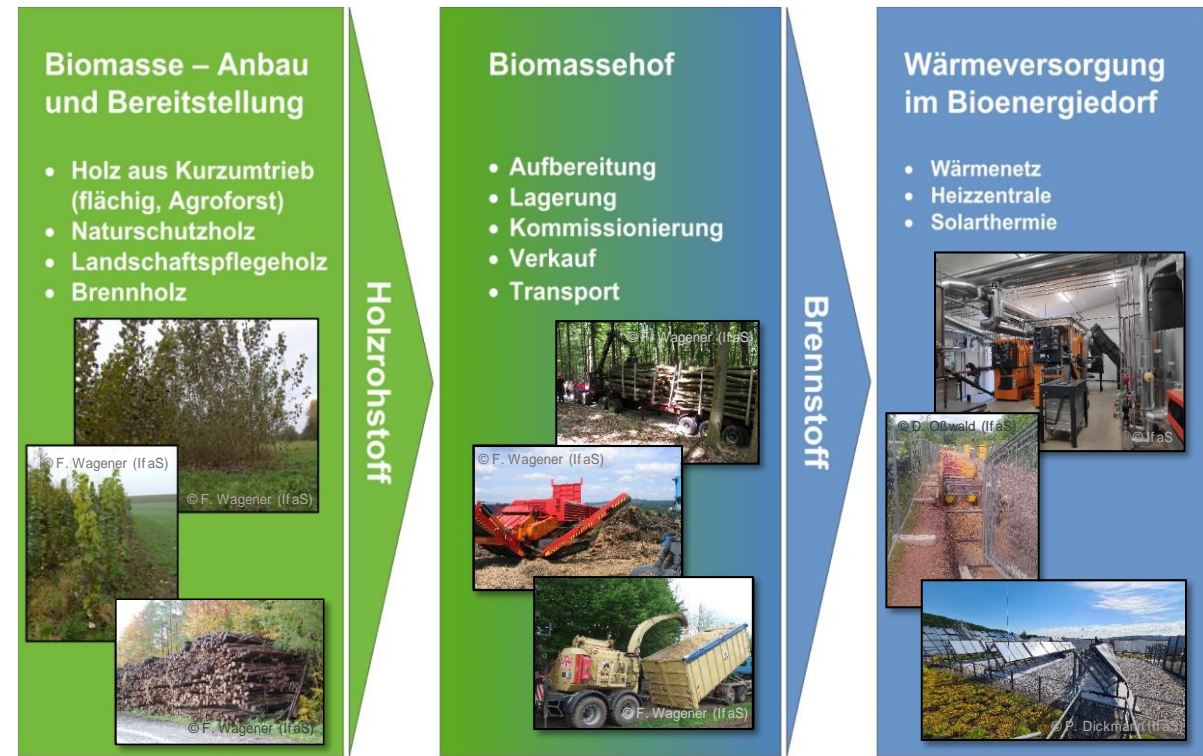 Biomasse – Anbau
und Bereitstellung
• Holz aus Kurzumtrieb
(flächig, Agroforst)
• Naturschutzholz
• Landschaftspflegeholz
• Brennholz
© F. Wagener (IfaS)
© F. Wagener (IfaS)
© F. Wagener (IfaS)
Holzrohstoff
Biomassehof
• Aufbereitung
• Lagerung
• Kommissionierung
• Verkauf
• Transport
© F. Wagener (IfaS)
© F. Wagener (IfaS)
© F. Wagener (IfaS)
Brennstoff
Wärmeversorgung
im Bioenergiedorf
• Wärmenetz
• Heizzentrale
• Solarthermie
© IfaS
© D. Oßwald (IfaS)
© P. Dickmann (IfaS)